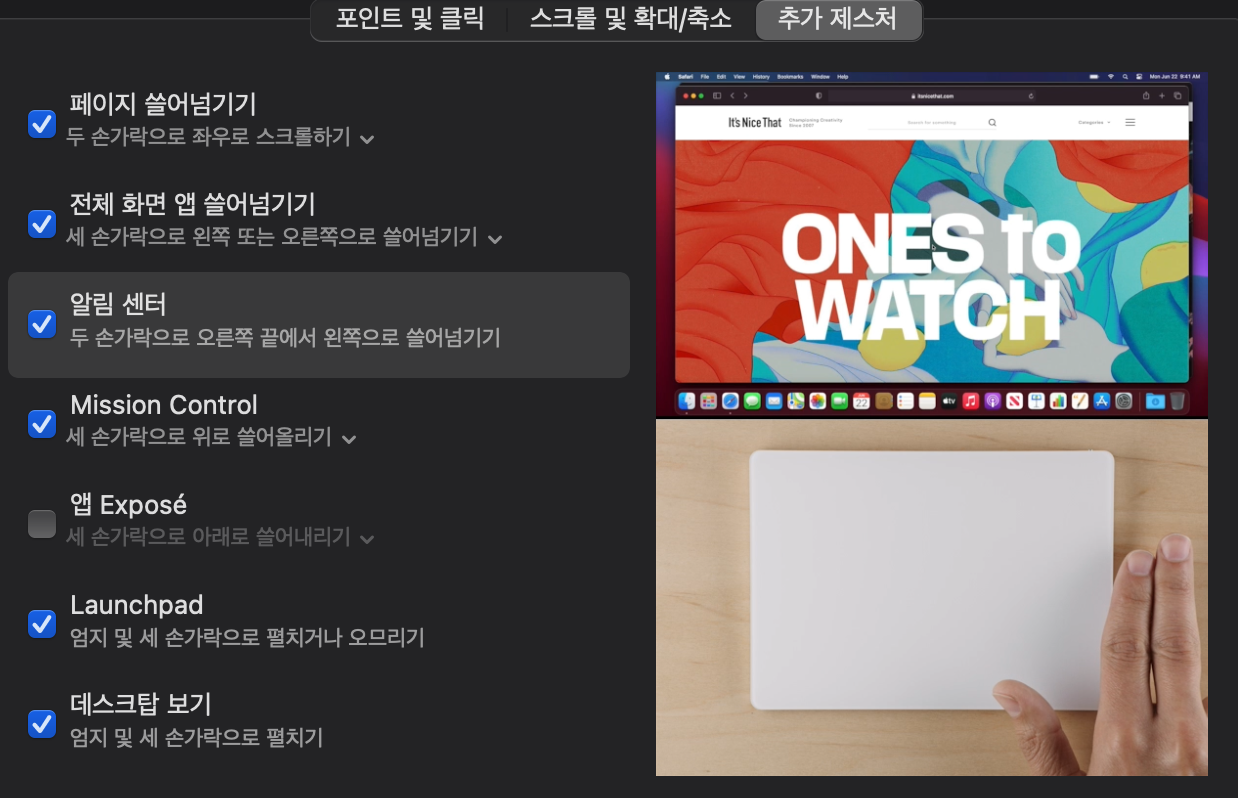 포인트 및 클릭
스크롤 및 확대/축소
추가 제스처
페이지 쓸어넘기기
두 손가락으로 좌우로 스크롤하기
전체 화면 앱 쓸어넘기기
세 손가락으로 왼쪽 또는 오른쪽으로 쓸어넘기기
알림 센터
두 손가락으로 오른쪽 끝에서 왼쪽으로 쓸어넘기기
Mission Control
세 손가락으로 위로 쓸어올리기
앱 Exposé
세 손가락으로 아래로 쓸어내리기
Launchpad
엄지 및 세 손가락으로 펼치거나 오므리기
데스크탑 보기
엄지 및 세 손가락으로 펼치기
Safari File Edit View History Bookmarks Window Help
Mon Jun 22 9:41 AM
itsnicethat.com
It's Nice That
Championing Creativity
Since 2007
Search for something
Categories
ONES to
WATCH
22
tv